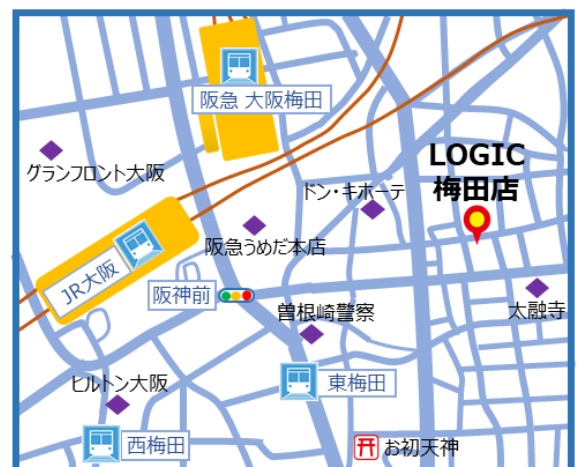 阪急 大阪梅田
グランフロント大阪
LOGIC
梅田店
ドン・キホーテ
阪急うめだ本店
JR大阪
阪神前
曽根崎警察
太融寺
ヒルトン大阪
東梅田
西梅田
お初天神